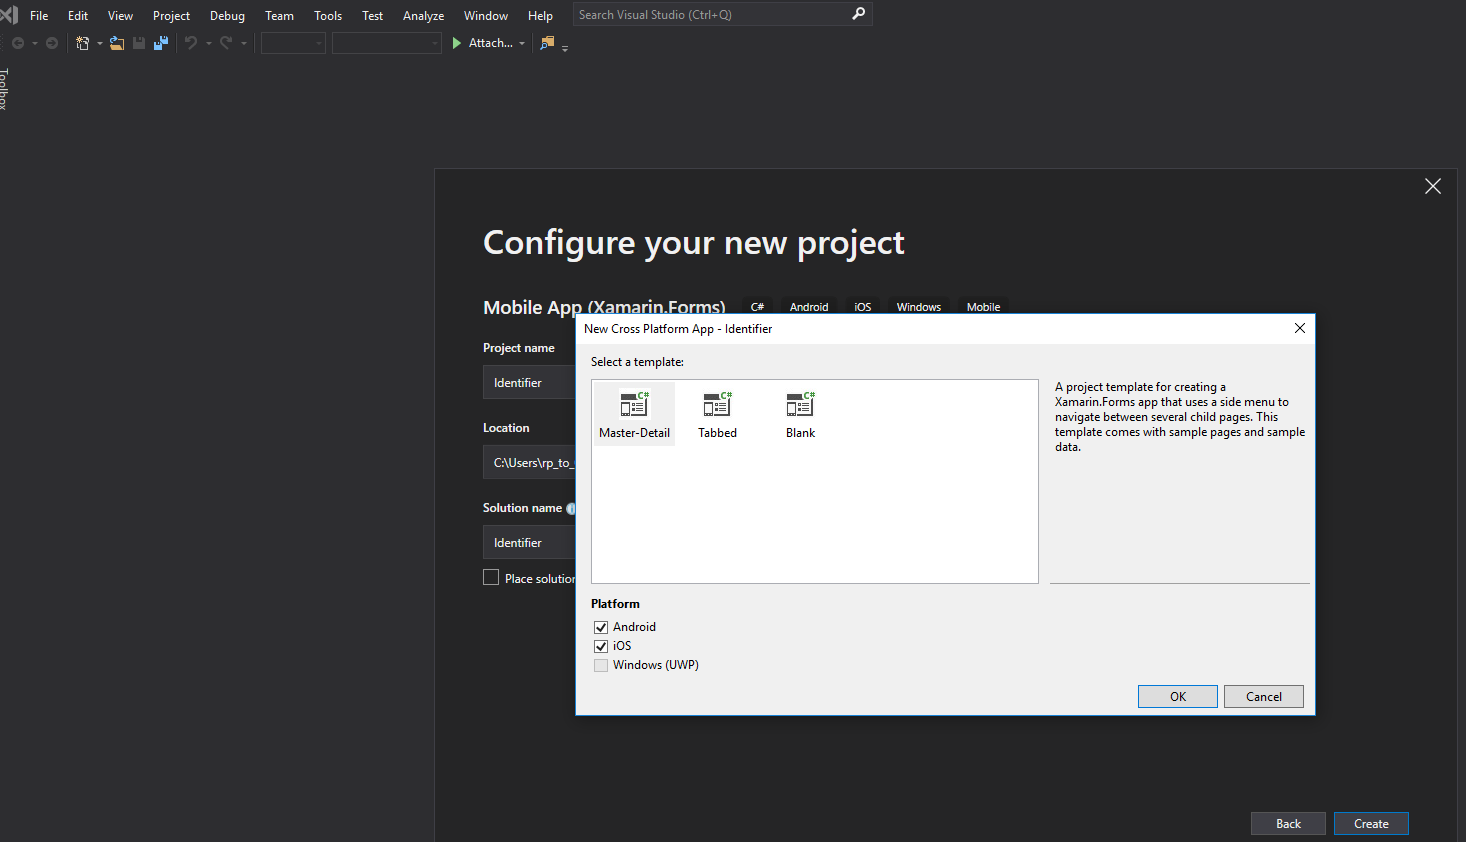 File Edit View Project Debug Team Tools Test Analyze Window Help Search Visual Studio (Ctrl+Q)
Attach...
Toolbox
Configure your new project
Mobile App (Xamarin.Forms) C# Android iOS Windows Mobile
Project name
Identifier
Location
C:\Users\rp_to_
Solution name
Identifier
Place solution
New Cross Platform App - Identifier
Select a template:
C# Master-Detail
C# Tabbed
C# Blank
A project template for creating a
Xamarin.Forms app that uses a side menu to
navigate between several child pages. This
template comes with sample pages and sample
data.
Platform
Android
iOS
Windows (UWP)
OK Cancel
Back Create